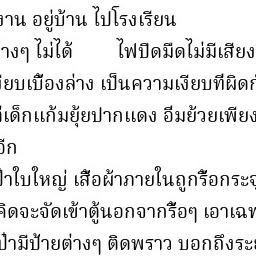 งาน อยู่บ้าน ไปโรงเรียน
างๆ ไม่ได้ ไฟปิดมืดไม่มีเสียง
งียบเบื้องล่าง เป็นความเงียบที่ผิดก
เด็กแก้มยุ้ยปากแดง อึมย้วยเพียง
อีก
ป๋าใบใหญ่ เสื้อผ้าภายในถูกรื้อกระจุ
คิดจะจัดเข้าตู้นอกจากรื้อๆ เอาเฉพ
ป๋ามีป้ายต่างๆ ติดพราว บอกถึงระย